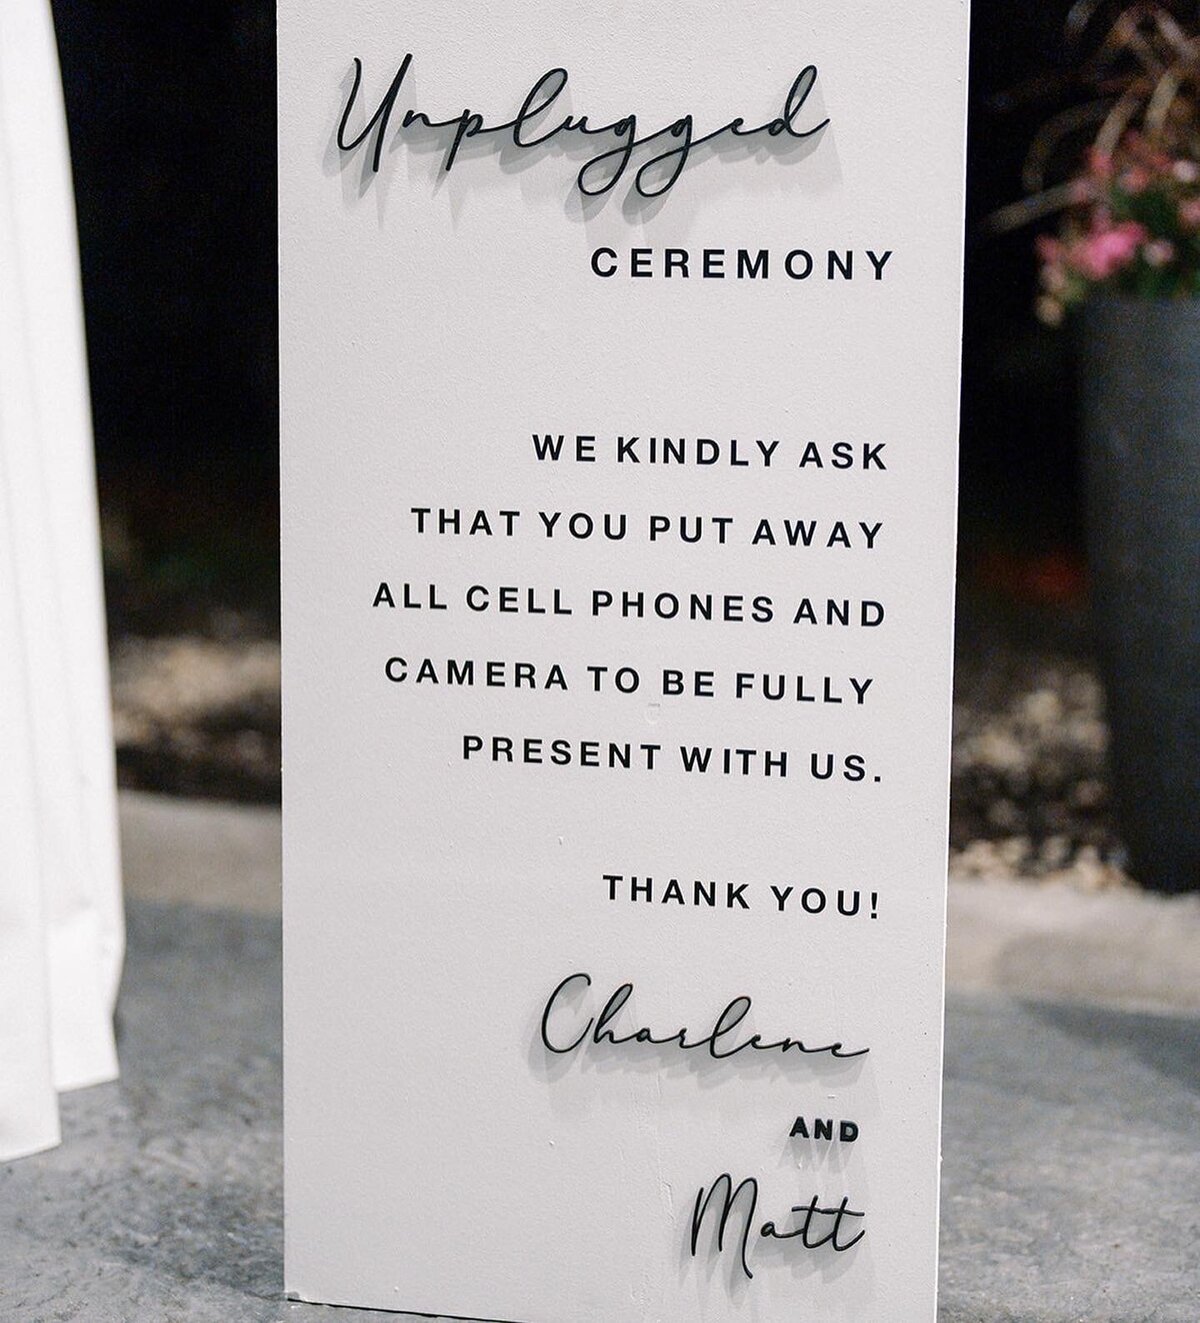 Unplugged
CEREMONY
WE KINDLY ASK
THAT YOU PUT AWAY
ALL CELL PHONES AND
CAMERA TO BE FULLY
PRESENT WITH US.
THANK YOU!
Charlene
AND
Matt